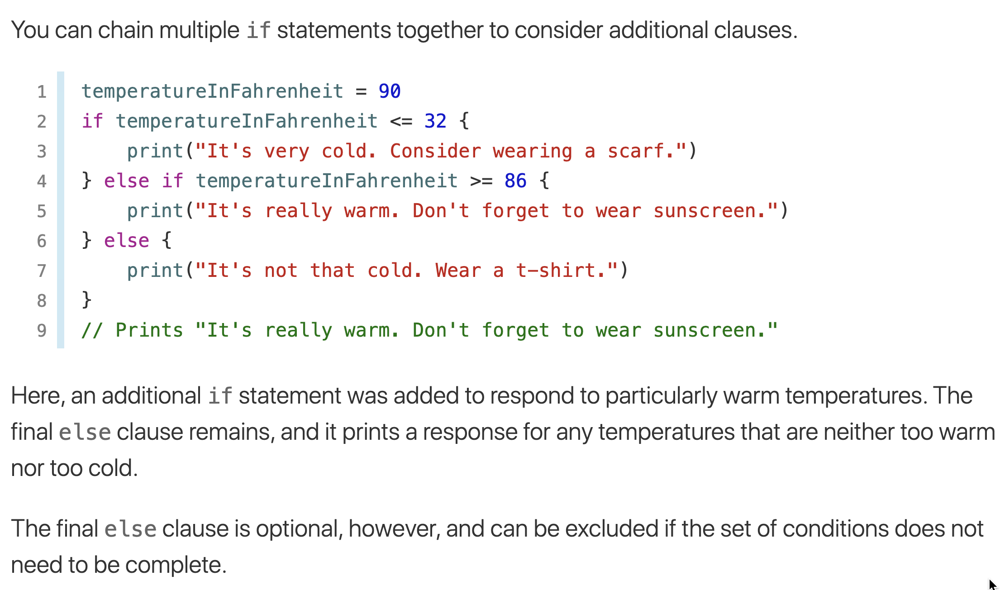 You can chain multiple if statements together to consider additional clauses.
1 temperatureInFahrenheit = 90
2 if temperatureInFahrenheit <= 32 {
3     print("It's very cold. Consider wearing a scarf.")
4 } else if temperatureInFahrenheit >= 86 {
5     print("It's really warm. Don't forget to wear sunscreen.")
6 } else {
7     print("It's not that cold. Wear a t-shirt.")
8 }
9 // Prints "It's really warm. Don't forget to wear sunscreen."
Here, an additional if statement was added to respond to particularly warm temperatures. The
final else clause remains, and it prints a response for any temperatures that are neither too warm
nor too cold.
The final else clause is optional, however, and can be excluded if the set of conditions does not
need to be complete.